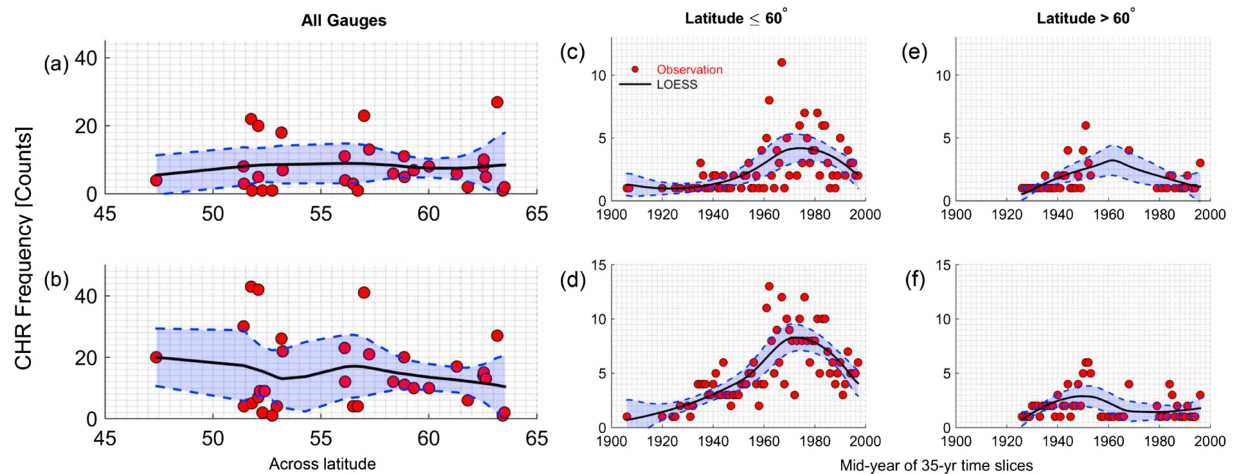 All Gauges
Latitude ≤ 60°
Latitude > 60°
CHR Frequency [Counts]
(a)
40
20
0
45 50 55 60 65
(b)
40
20
0
45 50 55 60 65
Across latitude
(c)
Observation
LOESS
10
5
0
1900 1920 1940 1960 1980 2000
(e)
10
5
0
1900 1920 1940 1960 1980 2000
(d)
15
10
5
0
1900 1920 1940 1960 1980 2000
(f)
15
10
5
0
1900 1920 1940 1960 1980 2000
Mid-year of 35-yr time slices